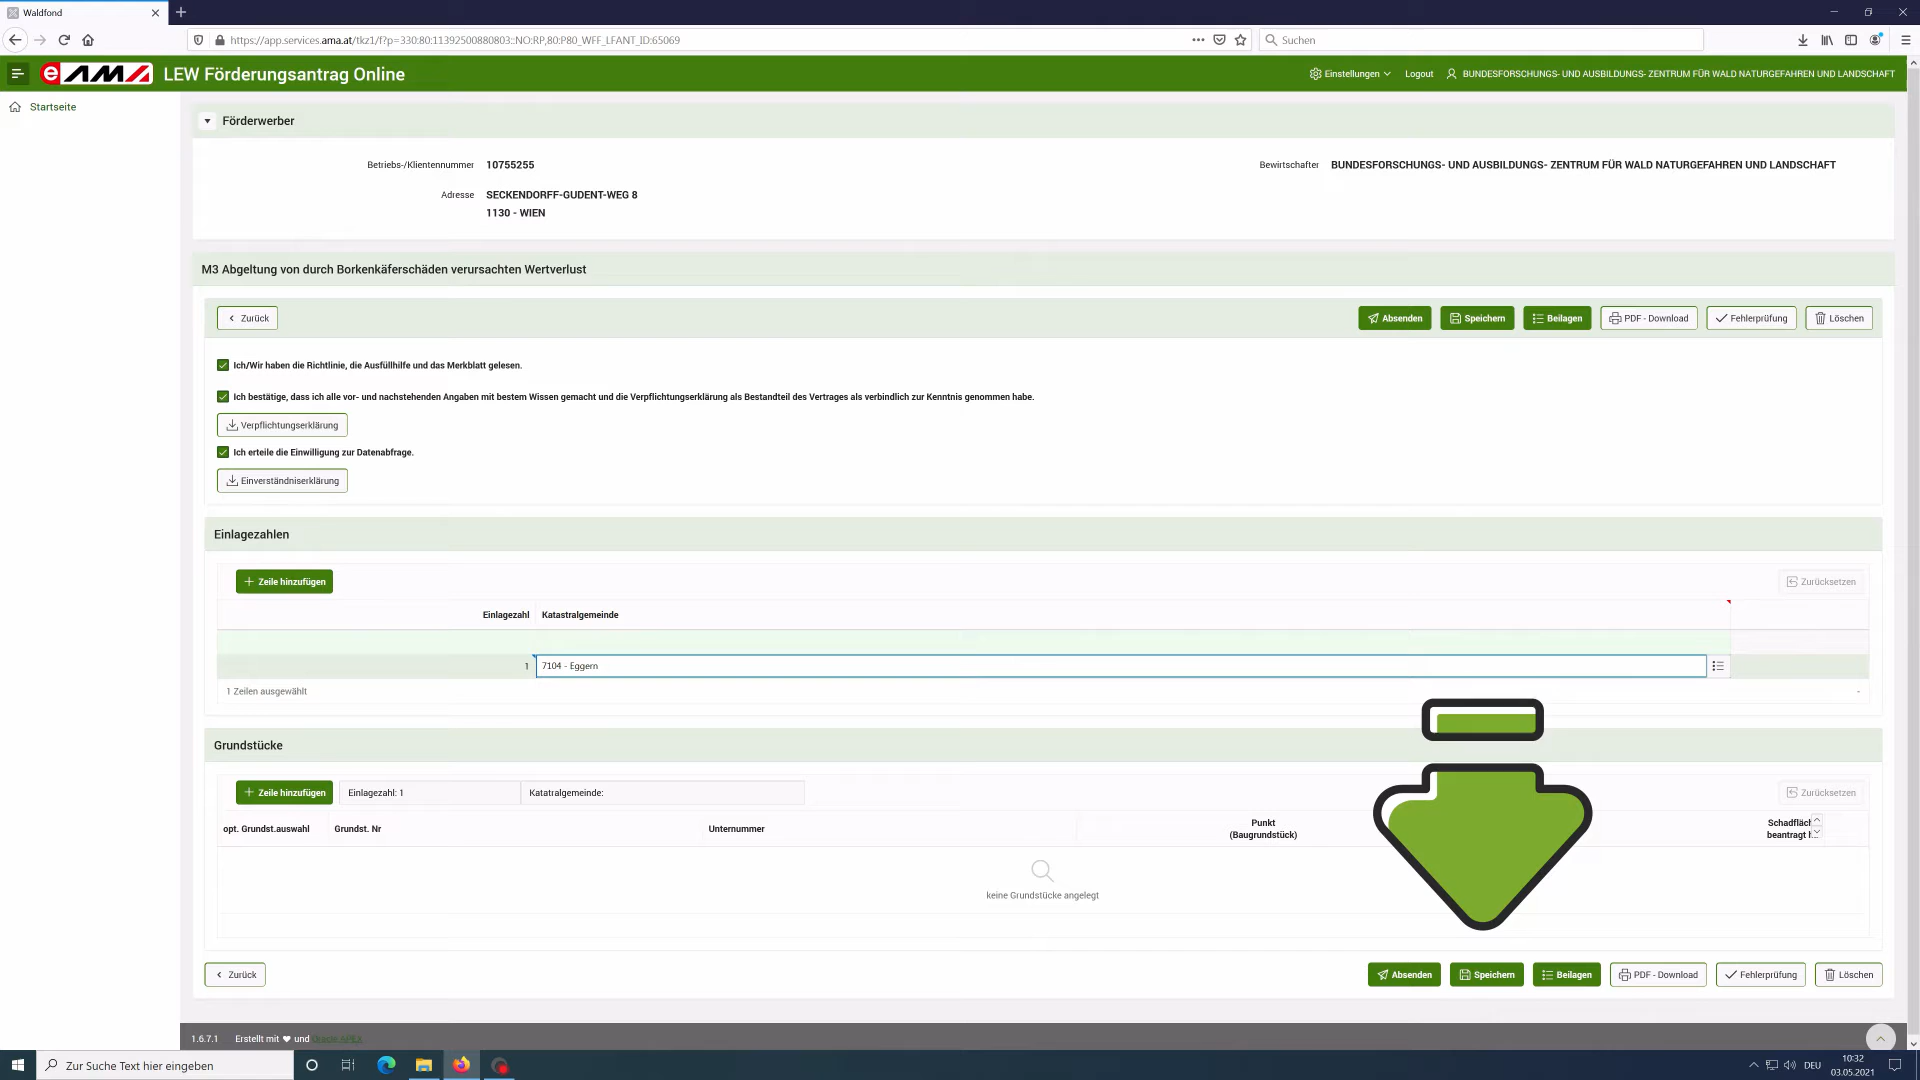 Waldfond
https://app.services.ama.at/tkz1/f?p=330:80:11392500880803::NO:RP,80:P80_WFF_LFANT_ID:65069
Suchen
eAMA LEW Förderungsantrag Online
Einstellungen
Logout
BUNDESFORSCHUNGS- UND AUSBILDUNGS- ZENTRUM FÜR WALD NATURGEFAHREN UND LANDSCHAFT
Startseite
Förderwerber
Betriebs-/Klientennummer 10755255
Bewirtschafter BUNDESFORSCHUNGS- UND AUSBILDUNGS- ZENTRUM FÜR WALD NATURGEFAHREN UND LANDSCHAFT
Adresse SECKENDORFF-GUDENT-WEG 8
1130 - WIEN
M3 Abgeltung von durch Borkenkäferschäden verursachten Wertverlust
Zurück
Absenden
Speichern
Beilagen
PDF - Download
Fehlerprüfung
Löschen
Ich/Wir haben die Richtlinie, die Ausfüllhilfe und das Merkblatt gelesen.
Ich bestätige, dass ich alle vor- und nachstehenden Angaben mit bestem Wissen gemacht und die Verpflichtungserklärung als Bestandteil des Vertrages als verbindlich zur Kenntnis genommen habe.
Verpflichtungserklärung
Ich erteile die Einwilligung zur Datenabfrage.
Einverständniserklärung
Einlagezahlen
Zeile hinzufügen
Zurücksetzen
Einlagezahl Katastralgemeinde
1 7104 - Eggern
1 Zeilen ausgewählt
Grundstücke
Zeile hinzufügen
Einlagezahl: 1
Katatralgemeinde:
Zurücksetzen
opt. Grundst.auswahl
Grundst. Nr
Unternummer
Punkt
(Baugrundstück)
Schadfläch
beantragt
keine Grundstücke angelegt
Zurück
Absenden
Speichern
Beilagen
PDF - Download
Fehlerprüfung
Löschen
1.6.7.1 Erstellt mit ❤ und Oracle APEX
Zur Suche Text hier eingeben
DEU
10:32
03.05.2021